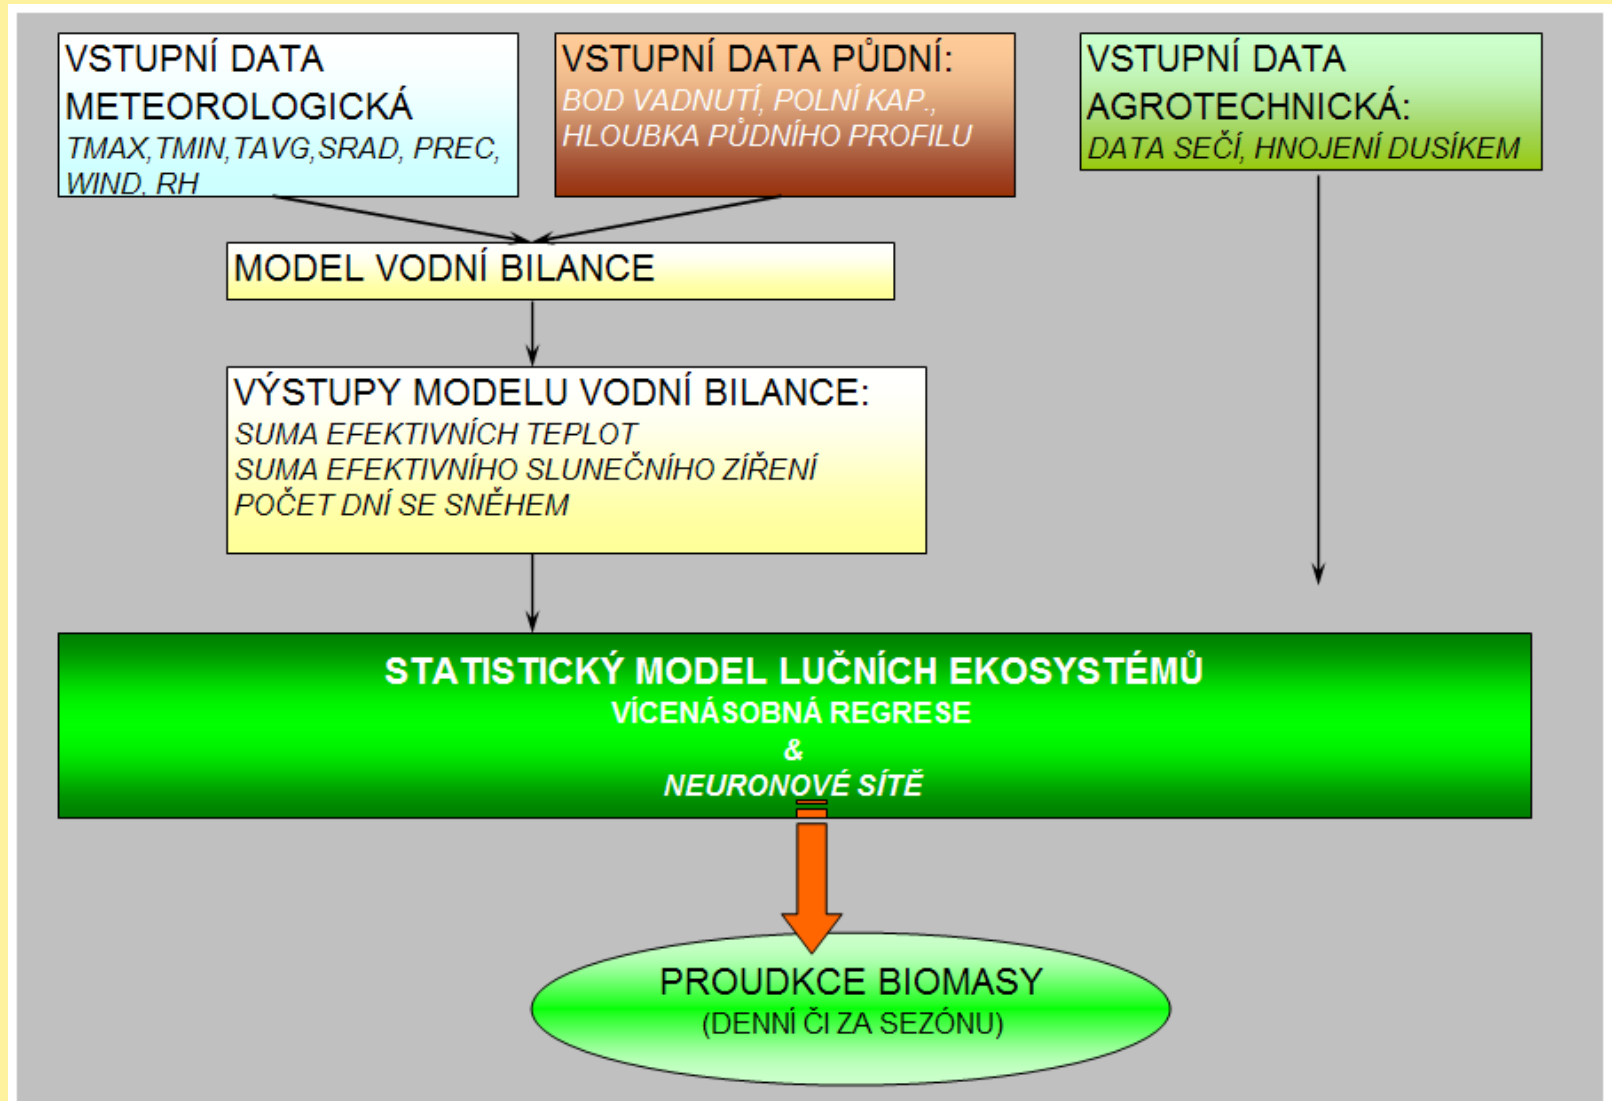 VSTUPNÍ DATA
METEOROLOGICKÁ
TMAX,TMIN,TAVG,SRAD, PREC,
WIND, RH
VSTUPNÍ DATA PŮDNÍ:
BOD VADNUTÍ, POLNÍ KAP.,
HLOUBKA PŮDNÍHO PROFILU
VSTUPNÍ DATA
AGROTECHNICKÁ:
DATA SEČÍ, HNOJENÍ DUSÍKEM
MODEL VODNÍ BILANCE
VÝSTUPY MODELU VODNÍ BILANCE:
SUMA EFEKTIVNÍCH TEPLOT
SUMA EFEKTIVNÍHO SLUNEČNÍHO ZÍŘENÍ
POČET DNÍ SE SNĚHEM
STATISTICKÝ MODEL LUČNÍCH EKOSYSTÉMŮ
VÍCENÁSOBNÁ REGRESE
&
NEURONOVÉ SÍTĚ
PROUDKCE BIOMASY
(DENNÍ ČI ZA SEZÓNU)